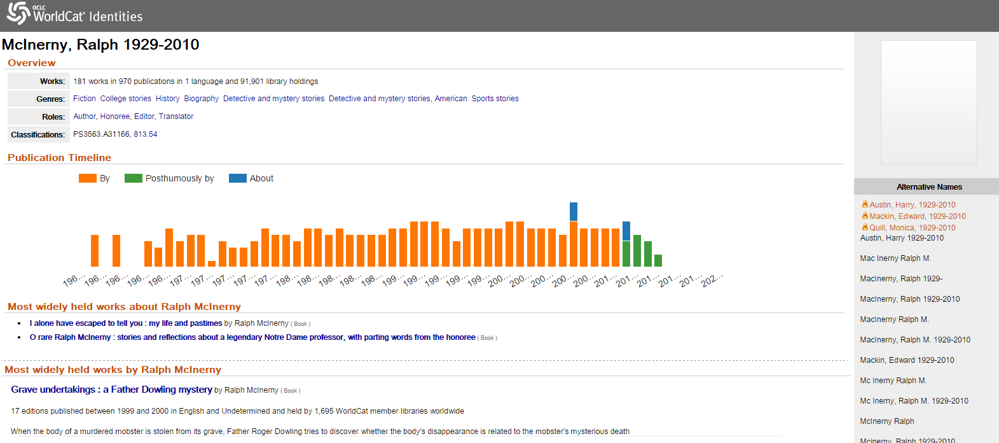 OCLC
WorldCat® Identities
McInerny, Ralph 1929-2010
Overview
Works: 181 works in 970 publications in 1 language and 91,901 library holdings
Genres: Fiction College stories History Biography Detective and mystery stories Detective and mystery stories, American Sports stories
Roles: Author, Honoree, Editor, Translator
Classifications: PS3563.A31166, 813.54
Publication Timeline
By Posthumously by About
196… 196… 196… 196… 196… 197… 197… 197… 197… 197… 198… 198… 198… 198… 198… 199… 199… 199… 199… 199… 200… 200… 200… 200… 200… 201… 201… 201… 201… 201… 202…
Most widely held works about Ralph McInerny
• I alone have escaped to tell you : my life and pastimes by Ralph McInerny ( Book )
• O rare Ralph McInerny : stories and reflections about a legendary Notre Dame professor, with parting words from the honoree ( Book )
Most widely held works by Ralph McInerny
Grave undertakings : a Father Dowling mystery by Ralph McInerny ( Book )
17 editions published between 1999 and 2000 in English and Undetermined and held by 1,695 WorldCat member libraries worldwide
When the body of a murdered mobster is stolen from its grave, Father Roger Dowling tries to discover whether the body's disappearance is related to the mobster's mysterious death
Alternative Names
Austin, Harry, 1929-2010
Mackin, Edward, 1929-2010
Quill, Monica, 1929-2010
Austin, Harry 1929-2010
Mac Inerny Ralph M.
MacInerny, Ralph 1929-
MacInerny, Ralph 1929-2010
MacInerny Ralph M.
MacInerny, Ralph M. 1929-2010
Mackin, Edward 1929-2010
Mc Inerny Ralph M.
Mc Inerny, Ralph M. 1929-2010
McInerny Ralph
Mcinerny, Ralph 1929-2010